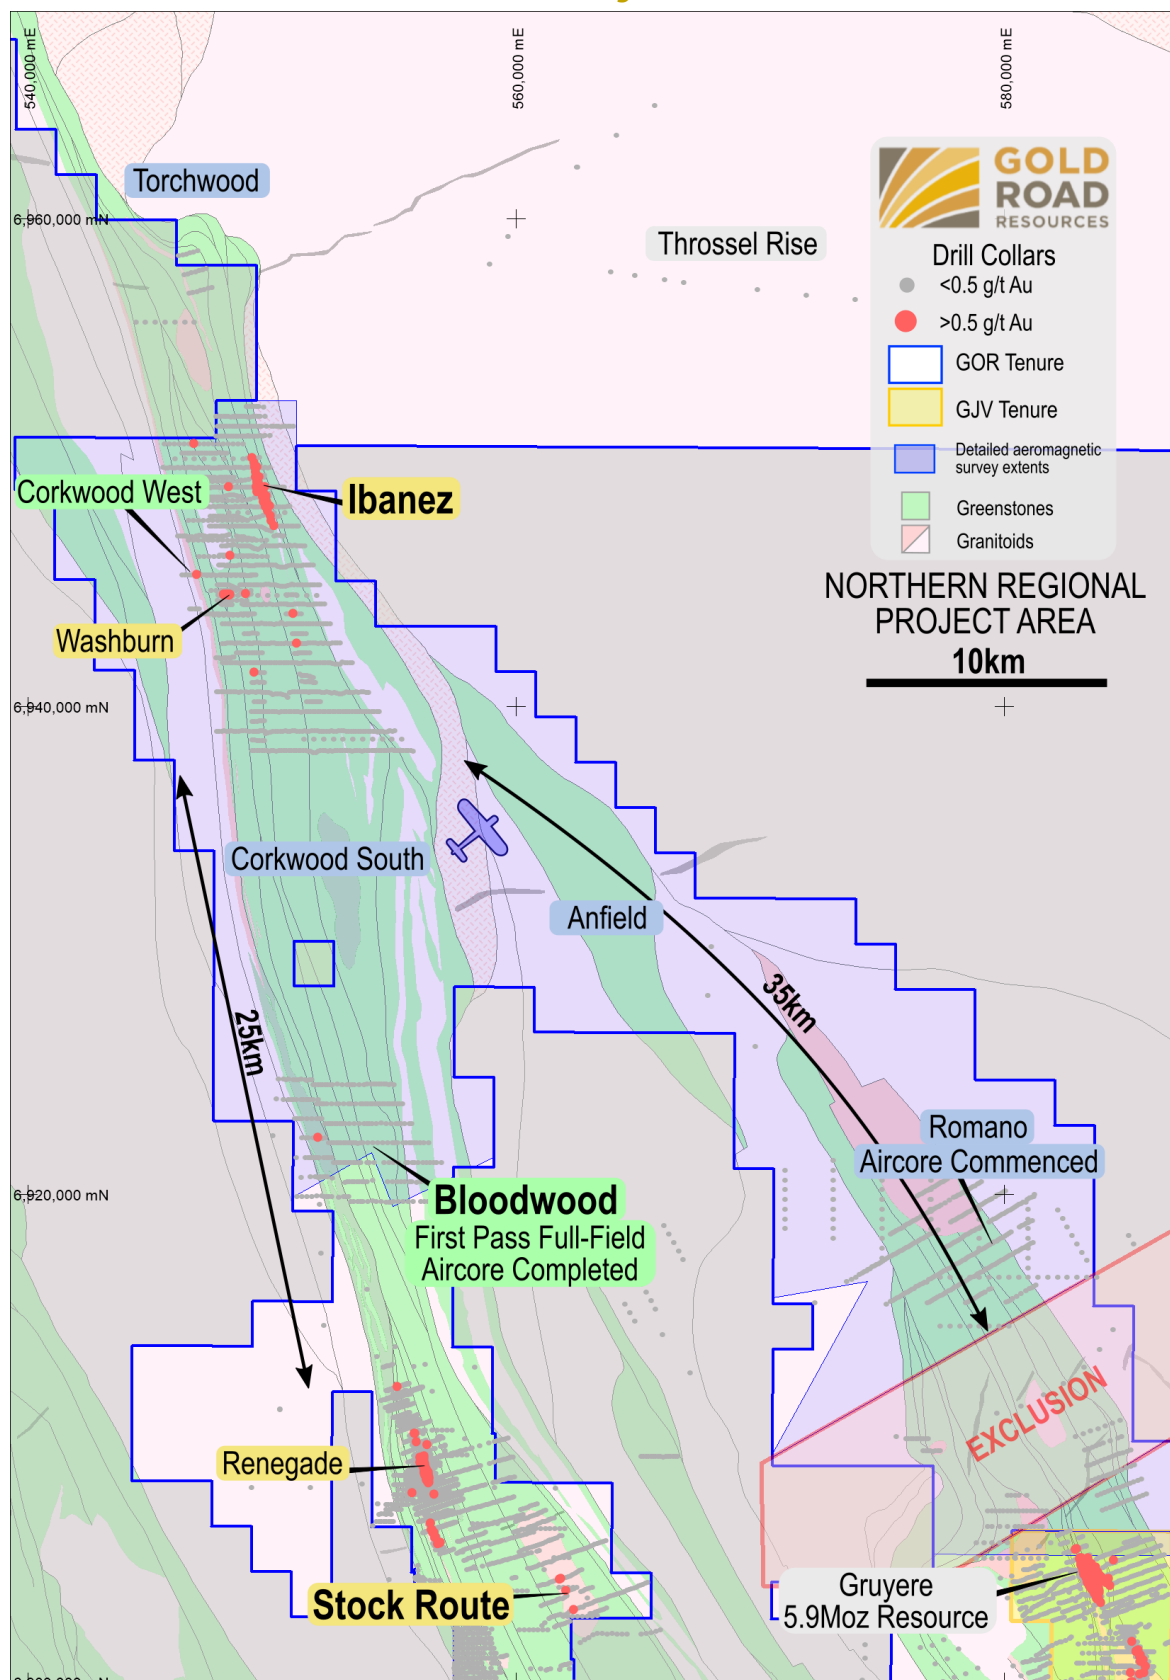 540,000 mE
560,000 mE
580,000 mE
GOLD
ROAD
RESOURCES
Torchwood
6,960,000 mN
Throssel Rise
Drill Collars
<0.5 g/t Au
>0.5 g/t Au
GOR Tenure
GJV Tenure
Detailed aeromagnetic
survey extents
Greenstones
Granitoids
Corkwood West
Ibanez
NORTHERN REGIONAL
PROJECT AREA
10km
Washburn
6,940,000 mN
Corkwood South
Anfield
35km
25km
Romano
Aircore Commenced
6,920,000 mN
Bloodwood
First Pass Full-Field
Aircore Completed
EXCLUSION
Renegade
Stock Route
Gruyere
5.9Moz Resource